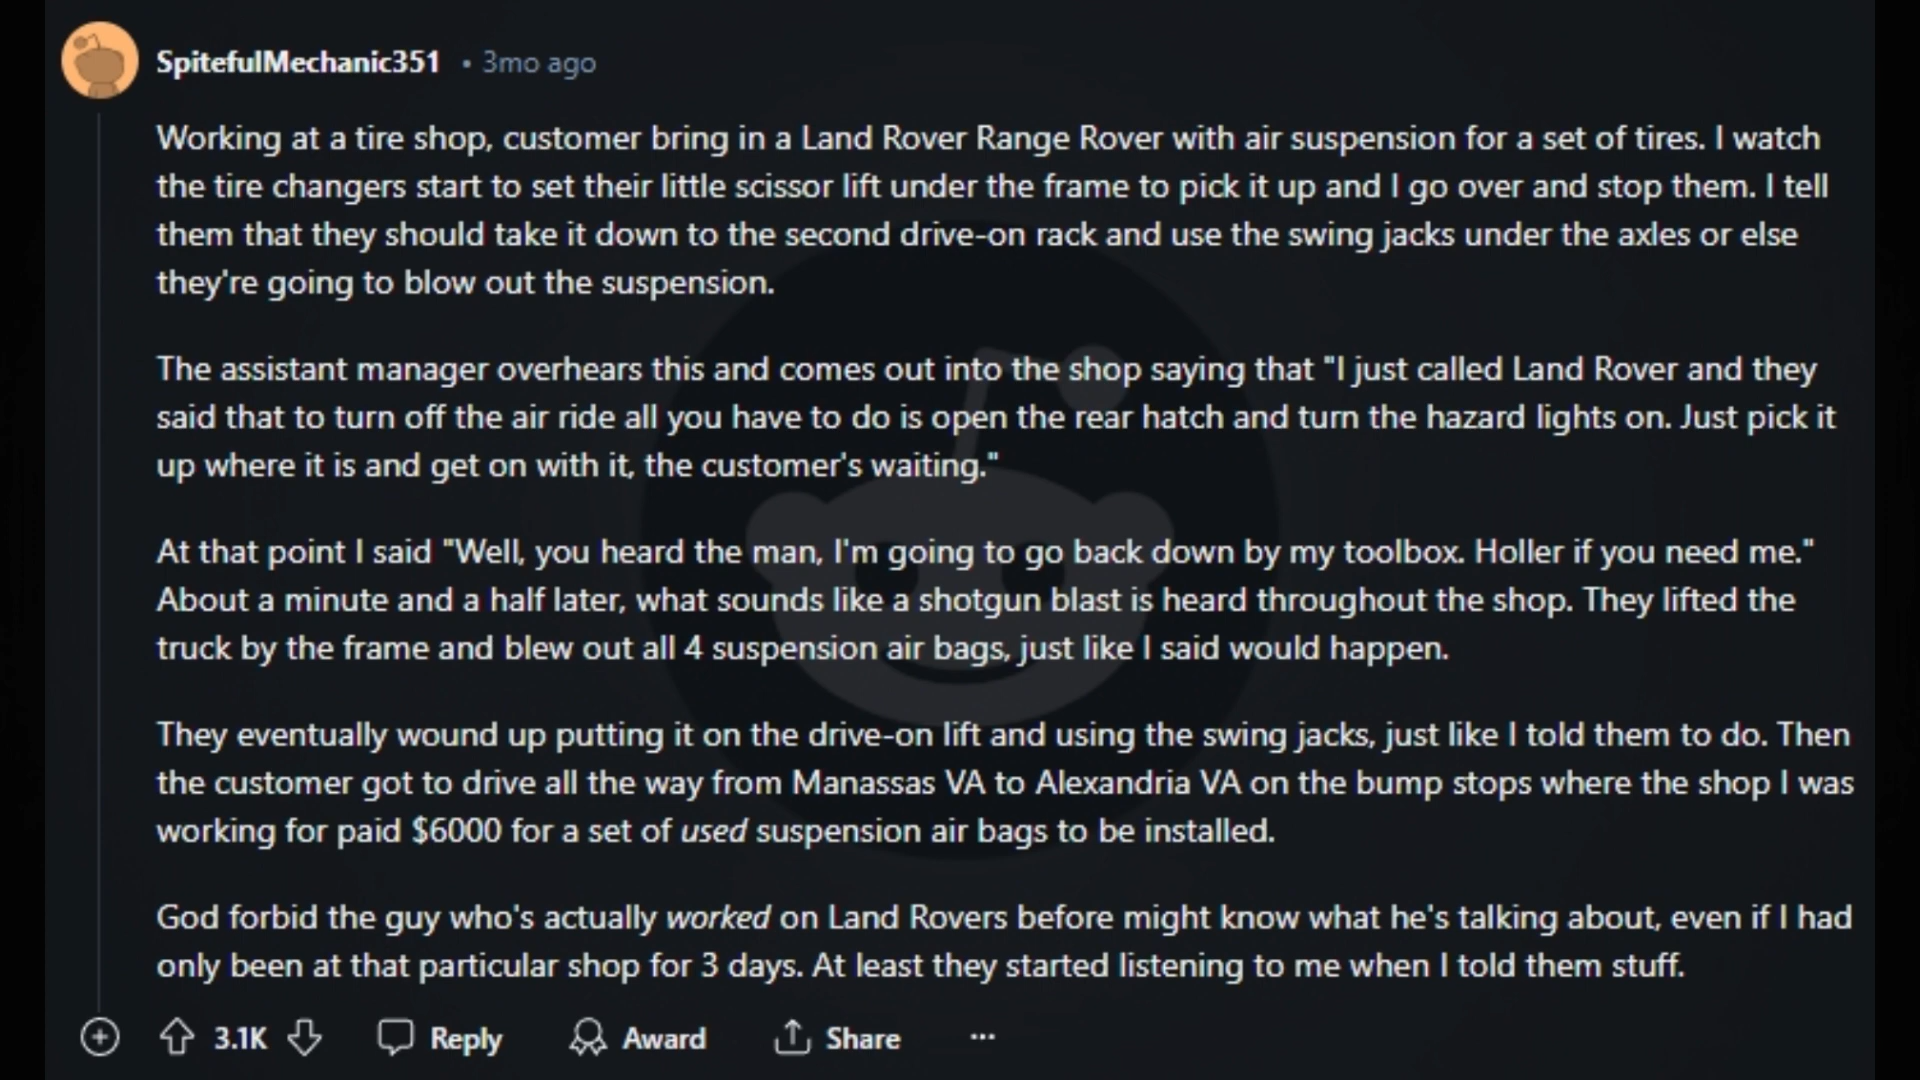 SpitefulMechanic351 • 3mo ago
Working at a tire shop, customer bring in a Land Rover Range Rover with air suspension for a set of tires. I watch
the tire changers start to set their little scissor lift under the frame to pick it up and I go over and stop them. I tell
them that they should take it down to the second drive-on rack and use the swing jacks under the axles or else
they're going to blow out the suspension.
The assistant manager overhears this and comes out into the shop saying that "I just called Land Rover and they
said that to turn off the air ride all you have to do is open the rear hatch and turn the hazard lights on. Just pick it
up where it is and get on with it, the customer's waiting."
At that point I said "Well, you heard the man, I'm going to go back down by my toolbox. Holler if you need me."
About a minute and a half later, what sounds like a shotgun blast is heard throughout the shop. They lifted the
truck by the frame and blew out all 4 suspension air bags, just like I said would happen.
They eventually wound up putting it on the drive-on lift and using the swing jacks, just like I told them to do. Then
the customer got to drive all the way from Manassas VA to Alexandria VA on the bump stops where the shop I was
working for paid $6000 for a set of used suspension air bags to be installed.
God forbid the guy who's actually worked on Land Rovers before might know what he's talking about, even if I had
only been at that particular shop for 3 days. At least they started listening to me when I told them stuff.
3.1K Reply Award Share ...